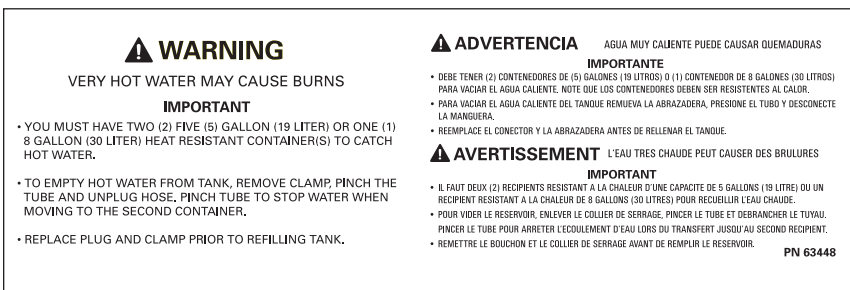 WARNING
VERY HOT WATER MAY CAUSE BURNS
IMPORTANT
• YOU MUST HAVE TWO (2) FIVE (5) GALLON (19 LITER) OR ONE (1)
8 GALLON (30 LITER) HEAT RESISTANT CONTAINER(S) TO CATCH
HOT WATER.
• TO EMPTY HOT WATER FROM TANK, REMOVE CLAMP, PINCH THE
TUBE AND UNPLUG HOSE. PINCH TUBE TO STOP WATER WHEN
MOVING TO THE SECOND CONTAINER.
• REPLACE PLUG AND CLAMP PRIOR TO REFILLING TANK.
ADVERTENCIA AGUA MUY CALIENTE PUEDE CAUSAR QUEMADURAS
IMPORTANTE
• DEBE TENER (2) CONTENEDORES DE (5) GALONES (19 LITROS) O (1) CONTENEDOR DE 8 GALONES (30 LITROS)
PARA VACIAR EL AGUA CALIENTE. NOTE QUE LOS CONTENEDORES DEBEN SER RESISTENTES AL CALOR.
• PARA VACIAR EL AGUA CALIENTE DEL TANQUE REMUEVA LA ABRAZADERA, PRESIONE EL TUBO Y DESCONECTE
LA MANGUERA.
• REEMPLACE EL CONECTOR Y LA ABRAZADERA ANTES DE RELLENAR EL TANQUE.
AVERTISSEMENT L'EAU TRES CHAUDE PEUT CAUSER DES BRULURES
IMPORTANT
• IL FAUT DEUX (2) RECIPIENTS RESISTANT A LA CHALEUR D'UNE CAPACITE DE 5 GALLONS (19 LITRE) OU UN
RECIPIENT RESISTANT A LA CHALEUR DE 8 GALLONS (30 LITRES) POUR RECUEILLIR L'EAU CHAUDE.
• POUR VIDER LE RESERVOIR, ENLEVER LE COLLIER DE SERRAGE, PINCER LE TUBE ET DEBRANCHER LE TUYAU.
PINCER LE TUBE POUR ARRETER L'ECOULEMENT D'EAU LORS DU TRANSFERT JUSQU'AU SECOND RECIPIENT.
• REMETTRE LE BOUCHON ET LE COLLIER DE SERRAGE AVANT DE REMPLIR LE RESERVOIR.
PN 63448